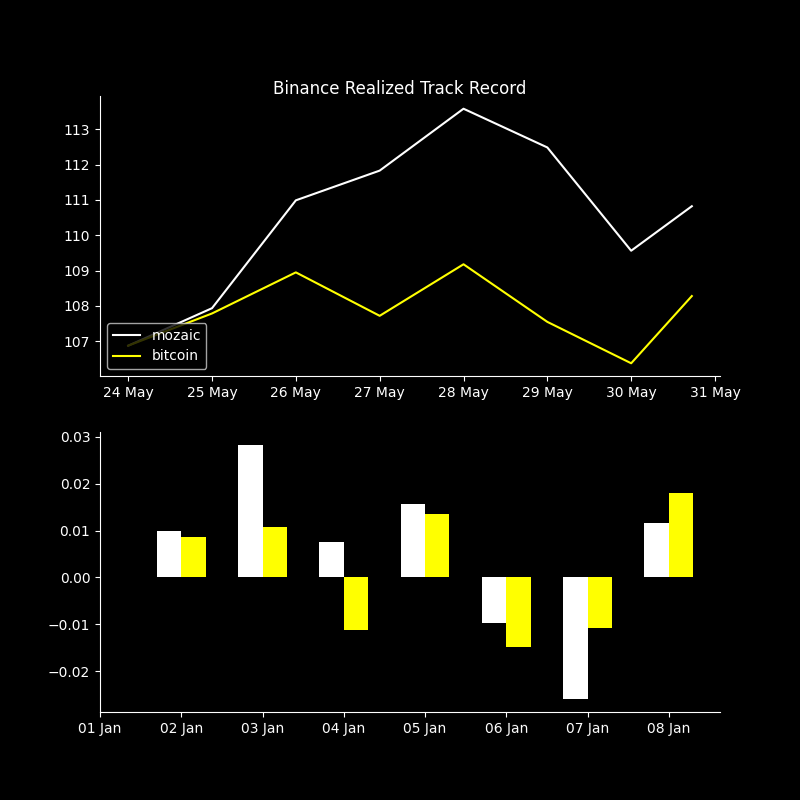 Binance Realized Track Record
113
112
111
110
109
108
107
mozaic
bitcoin
24 May 25 May 26 May 27 May 28 May 29 May 30 May 31 May
0.03
0.02
0.01
0.00
−0.01
−0.02
01 Jan 02 Jan 03 Jan 04 Jan 05 Jan 06 Jan 07 Jan 08 Jan